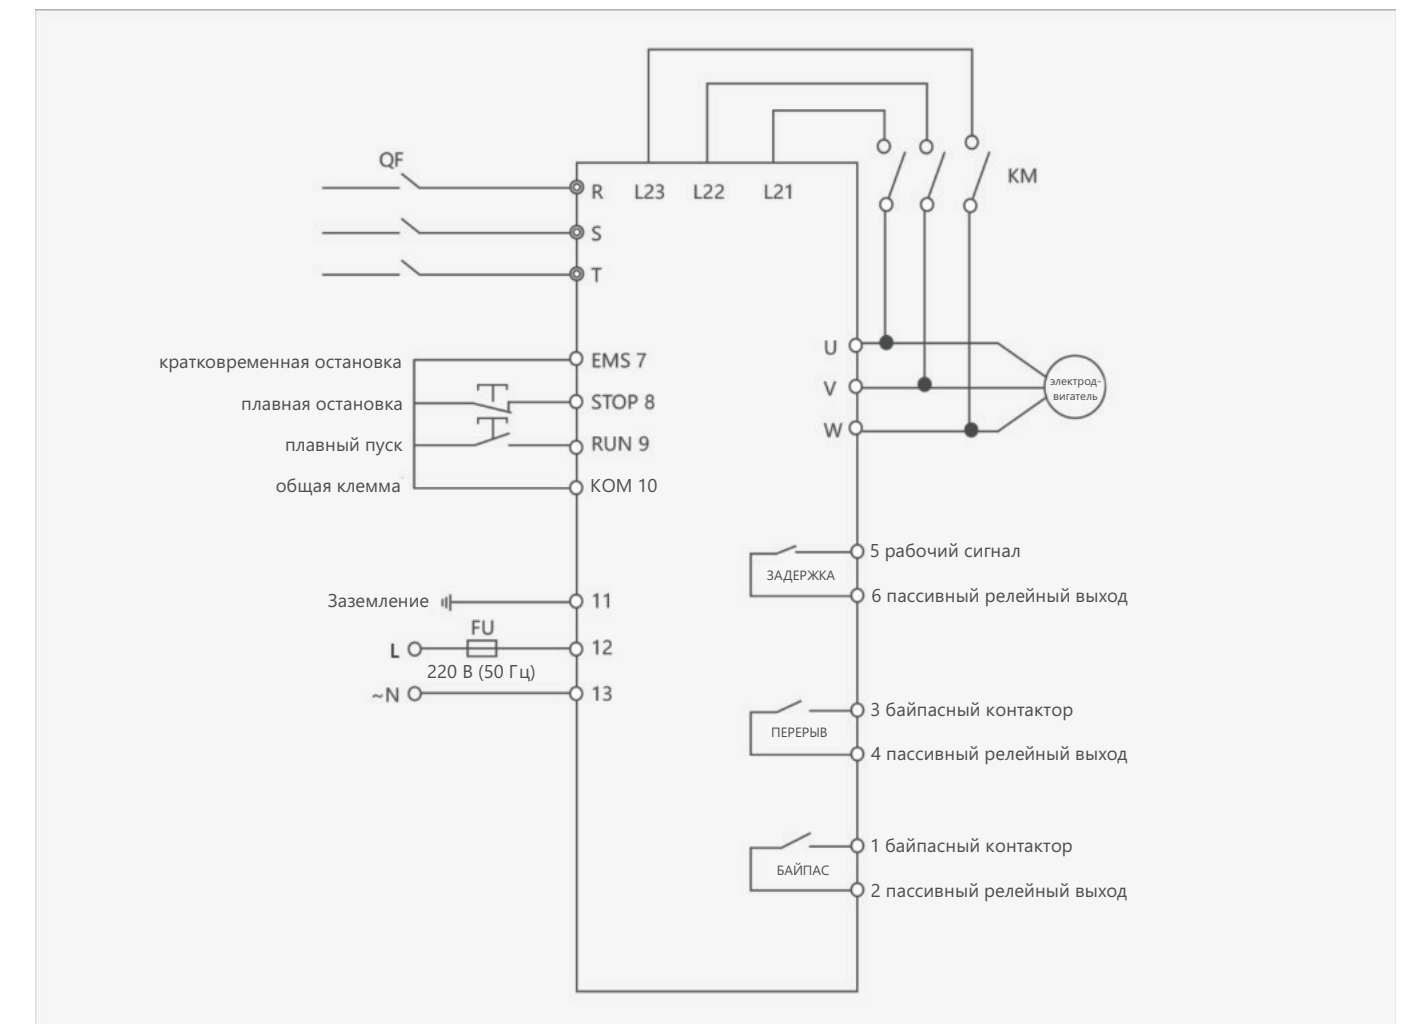 QF
KM
R
L23
L22
L21
S
T
U
V
W
электрод-
вигатель
кратковременная остановка
EMS 7
плавная остановка
STOP 8
плавный пуск
RUN 9
общая клемма
КОМ 10
5 рабочий сигнал
ЗАДЕРЖКА
6 пассивный релейный выход
Заземление
11
FU
L
12
220 В (50 Гц)
~N
13
3 байпасный контактор
ПЕРЕРЫВ
4 пассивный релейный выход
1 байпасный контактор
БАЙПАС
2 пассивный релейный выход